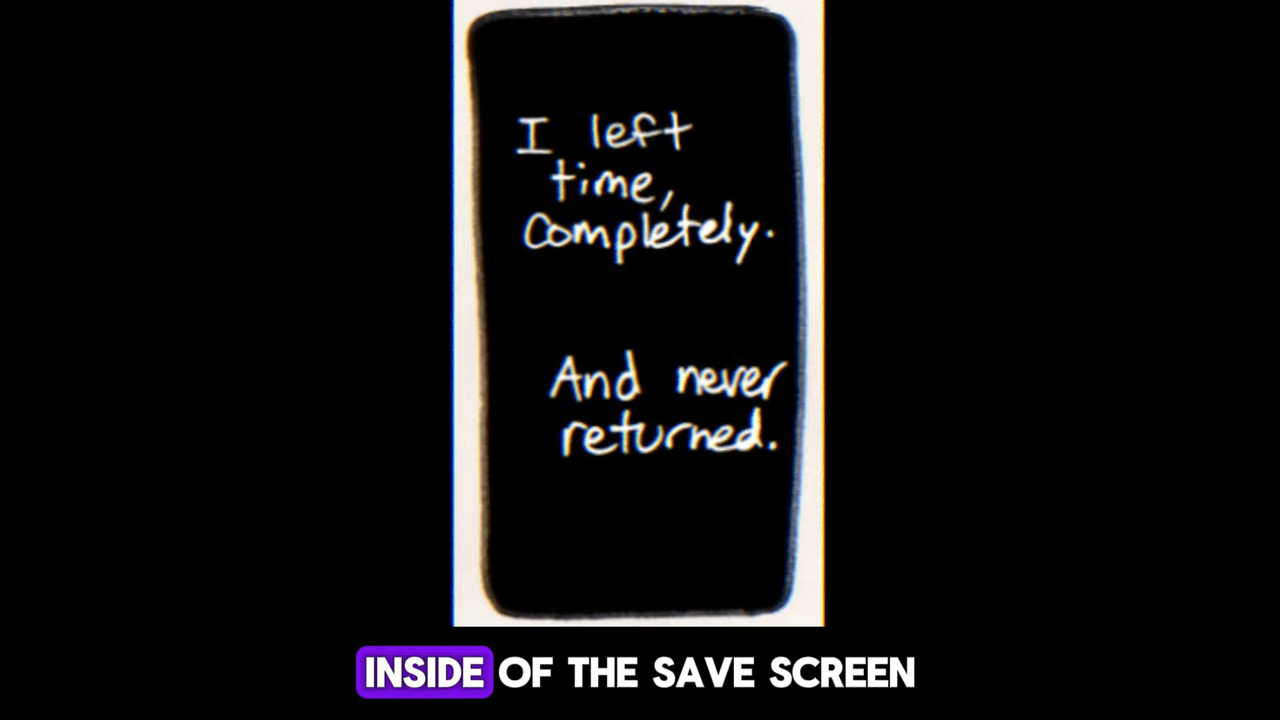 I left
time,
completely.
And never
returned.
INSIDE OF THE SAVE SCREEN